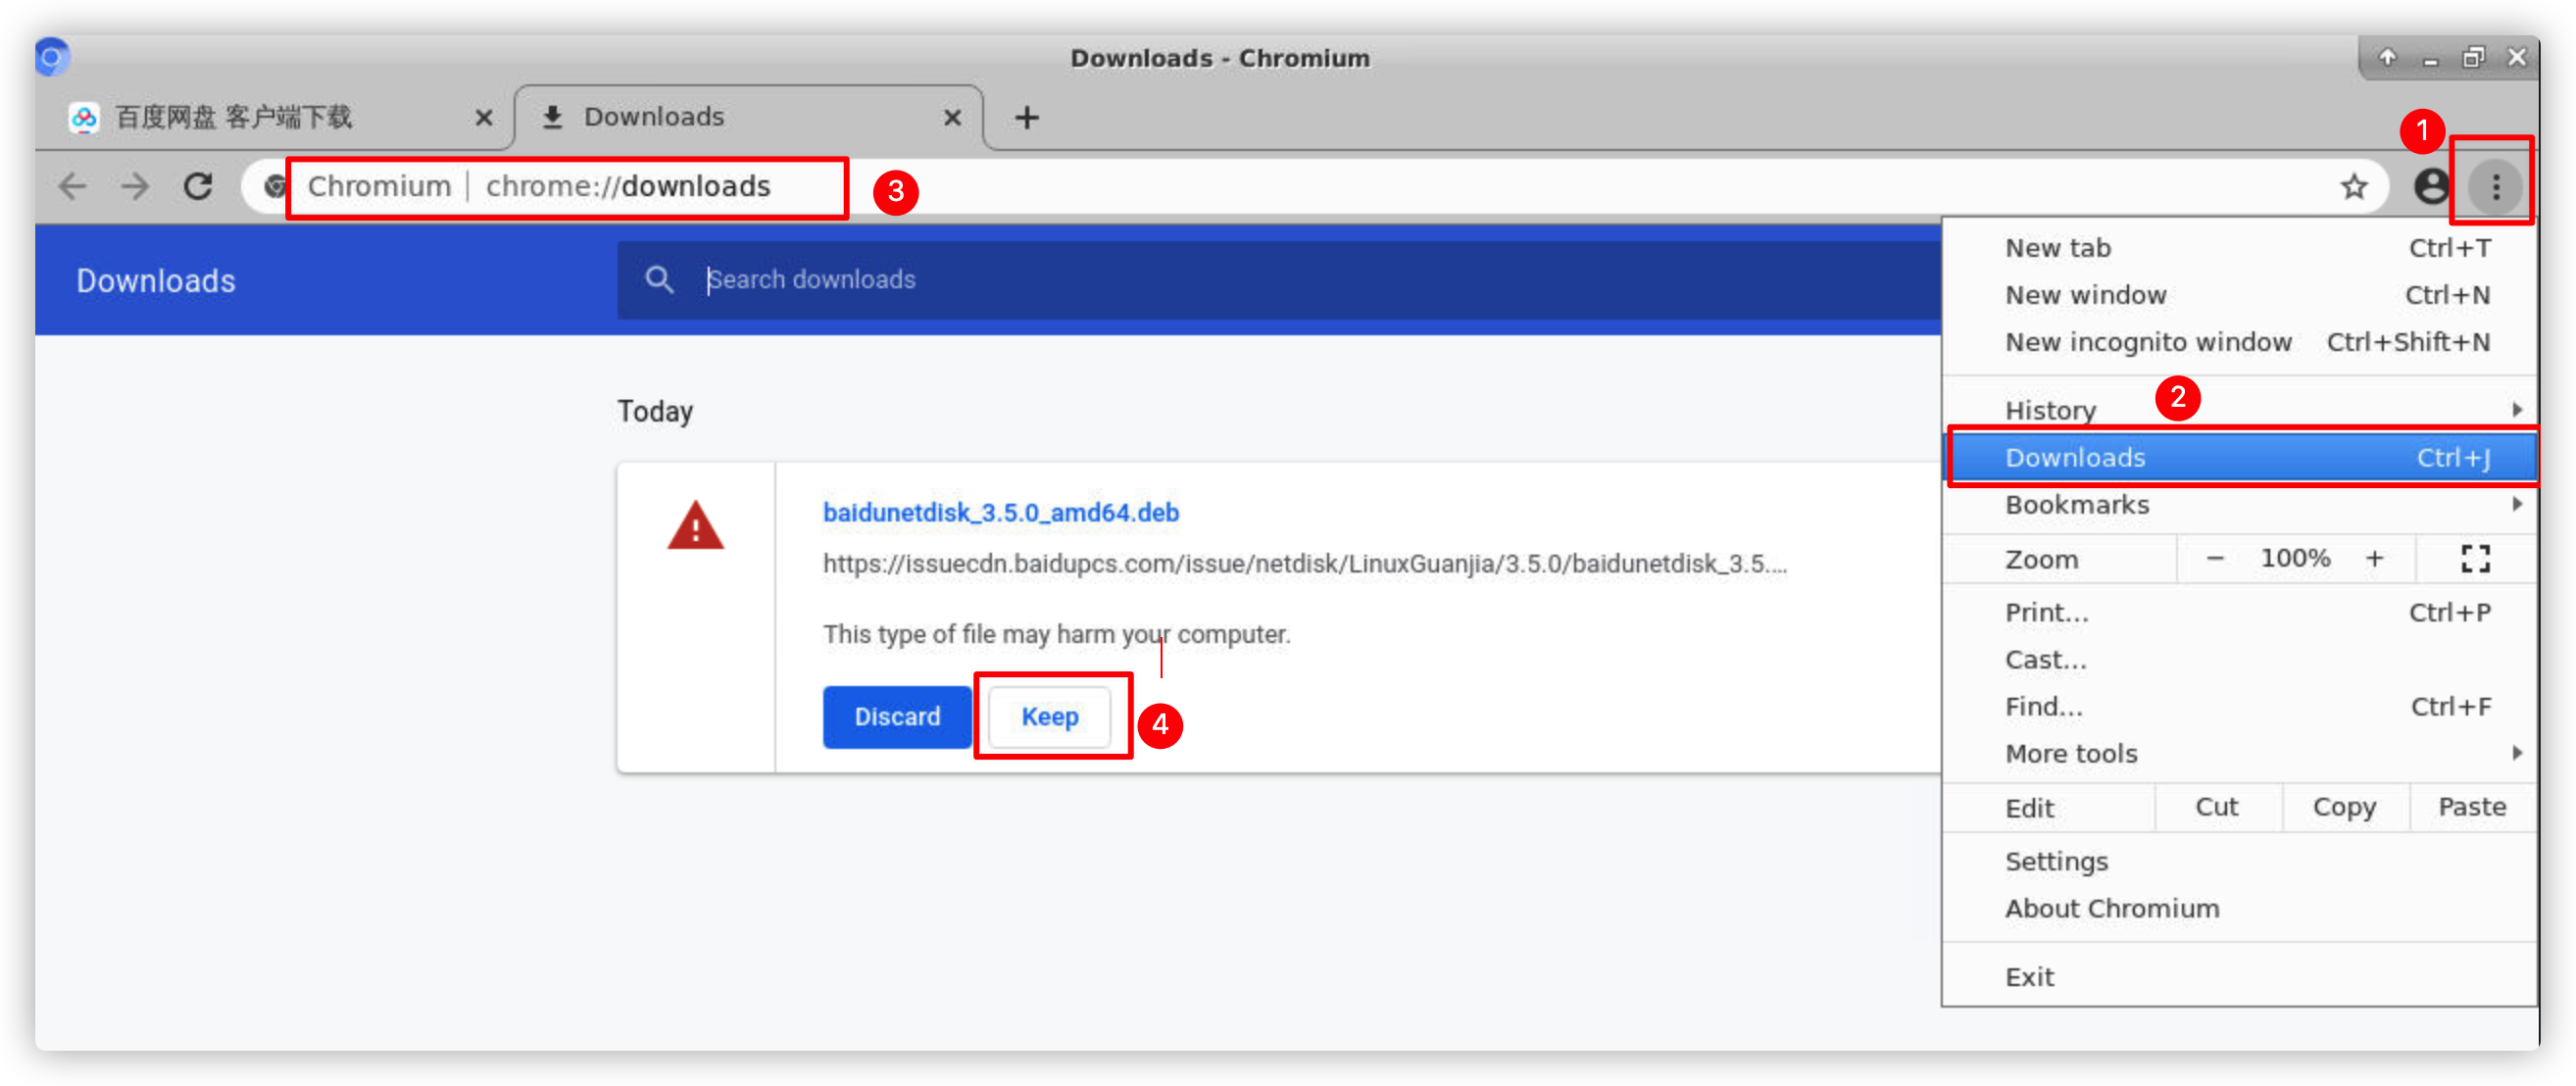 Downloads - Chromium
百度网盘 客户端下载
Downloads
1
Chromium | chrome://downloads
3
Downloads
Search downloads
Today
baidunetdisk_3.5.0_amd64.deb
https://issuecdn.baidupcs.com/issue/netdisk/LinuxGuanjia/3.5.0/baidunetdisk_3.5....
This type of file may harm your computer.
Discard
Keep
4
New tab Ctrl+T
New window Ctrl+N
New incognito window Ctrl+Shift+N
2
History
Downloads Ctrl+J
Bookmarks
Zoom − 100% +
Print... Ctrl+P
Cast...
Find... Ctrl+F
More tools
Edit Cut Copy Paste
Settings
About Chromium
Exit